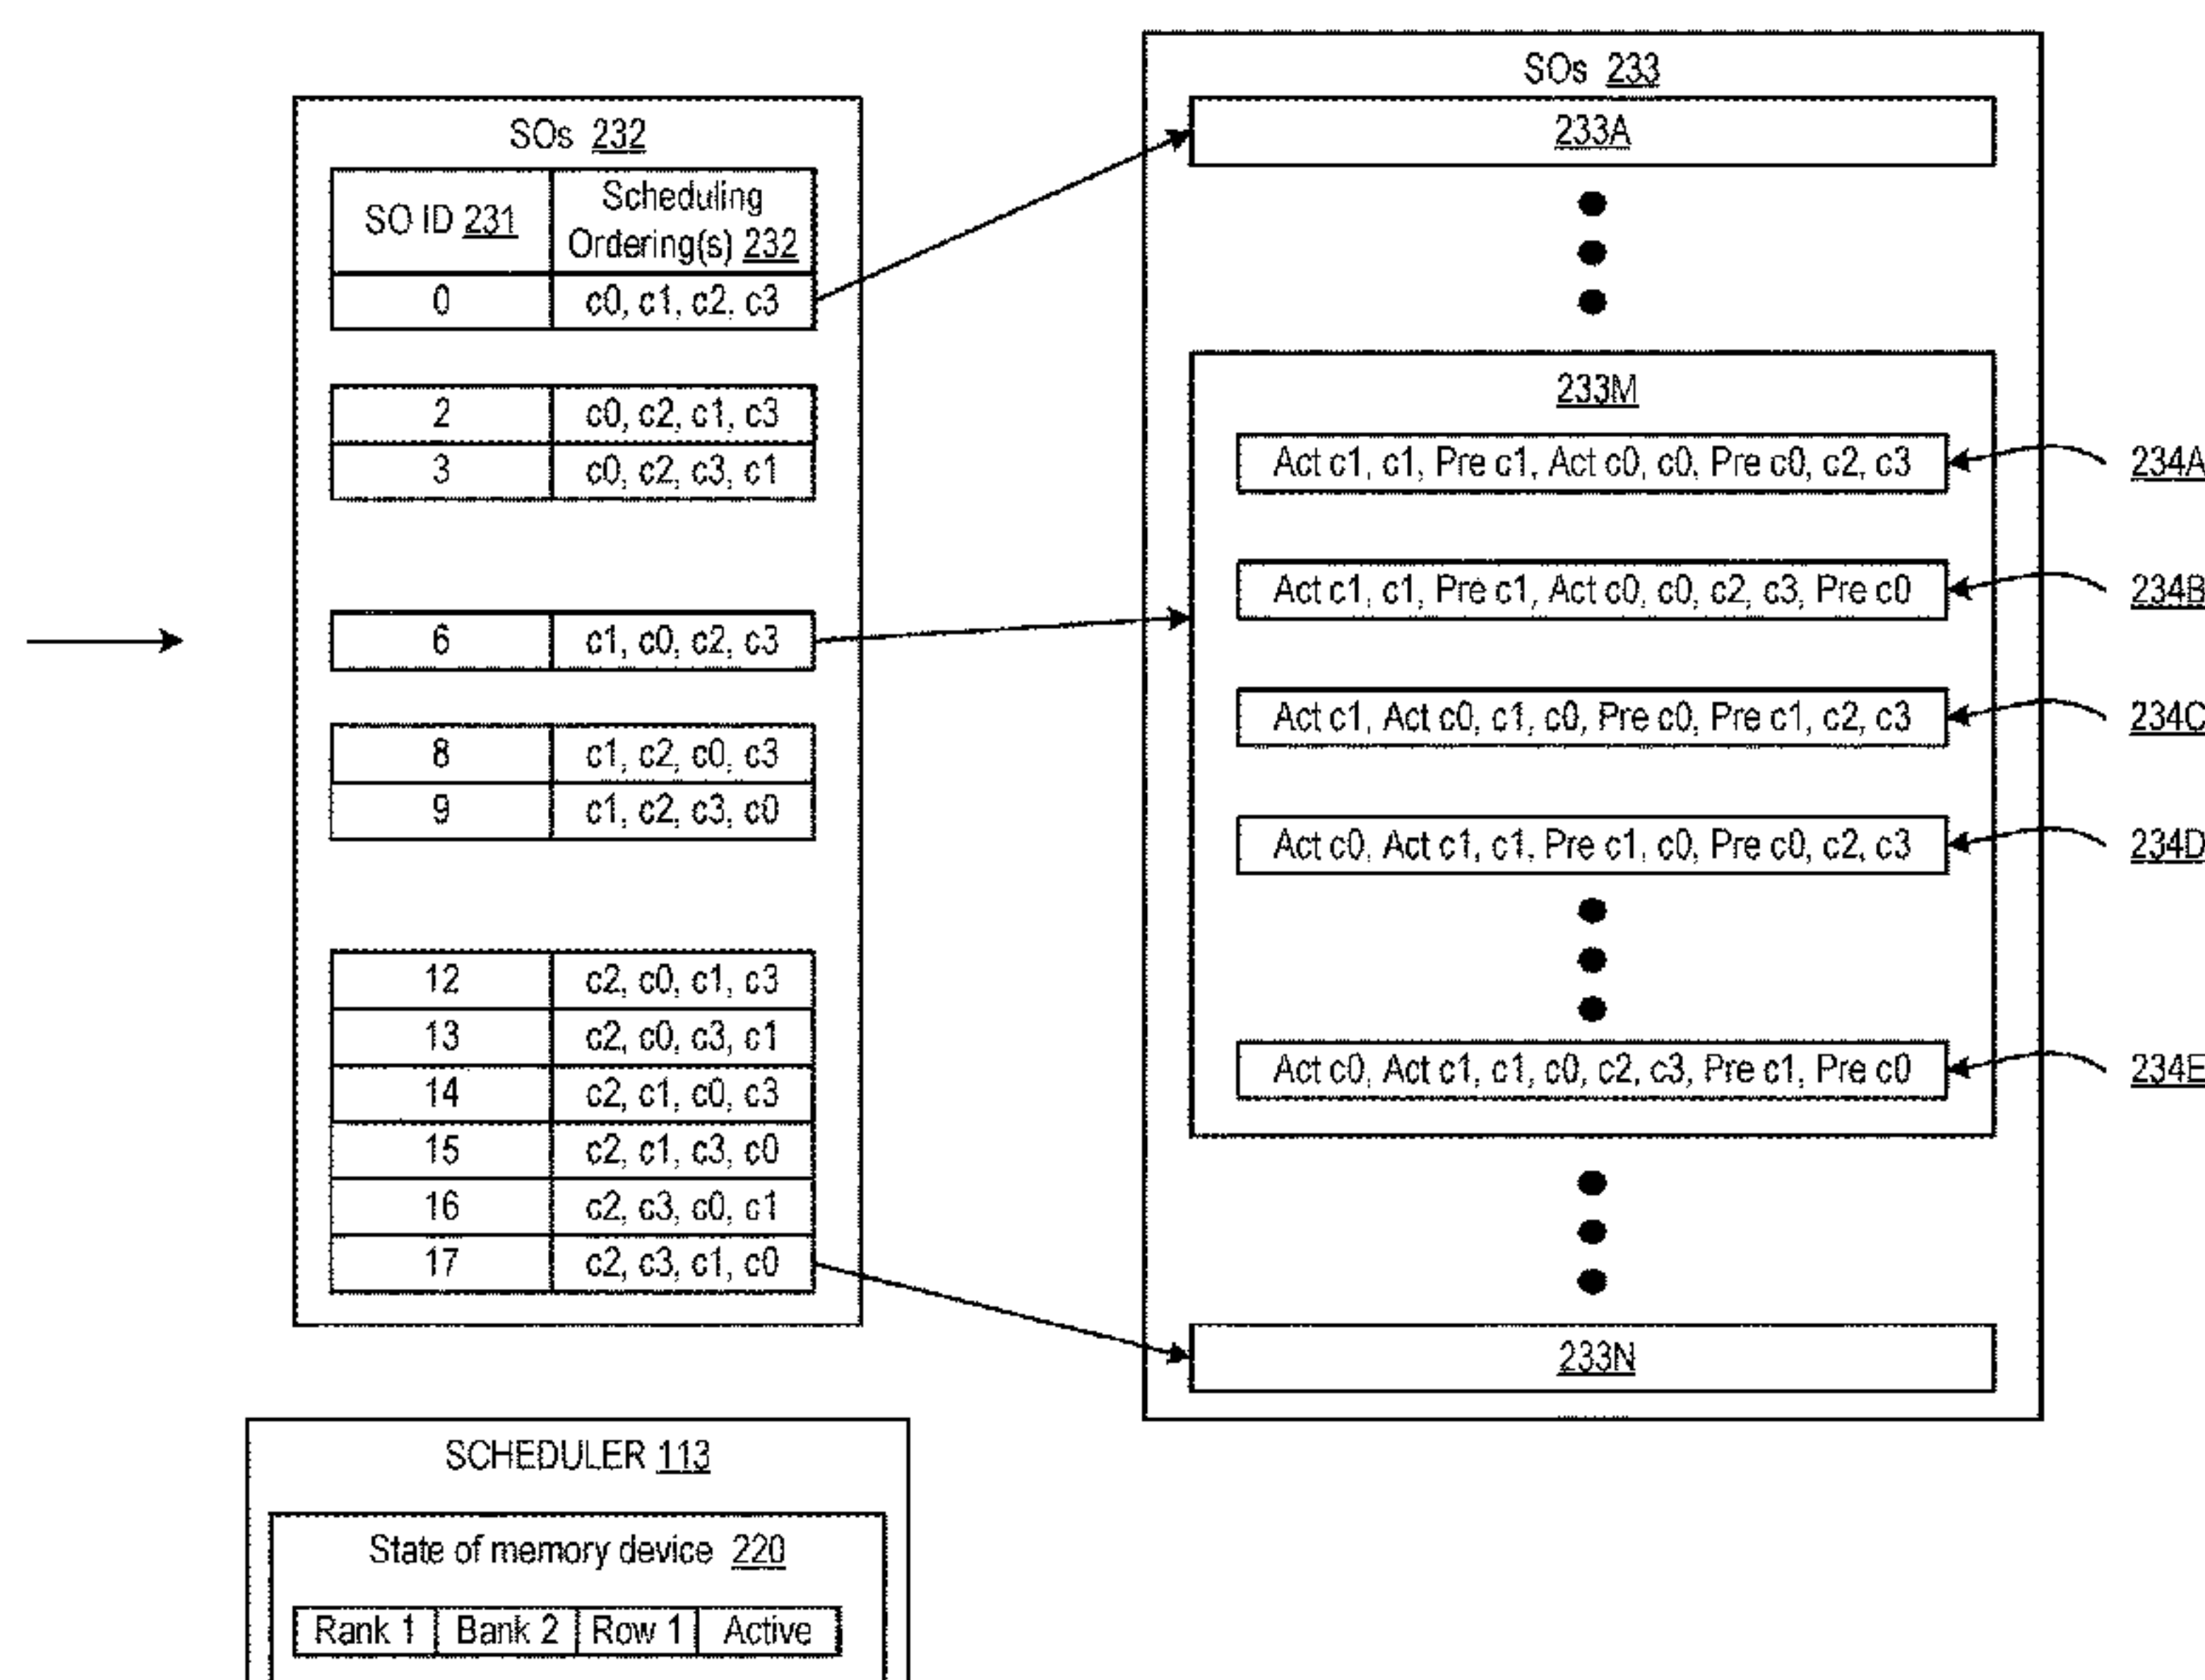 SOs 232
SO ID 231
Scheduling
Ordering(s) 232
0 c0, c1, c2, c3
2 c0, c2, c1, c3
3 c0, c2, c3, c1
6 c1, c0, c2, c3
8 c1, c2, c0, c3
9 c1, c2, c3, c0
12 c2, c0, c1, c3
13 c2, c0, c3, c1
14 c2, c1, c0, c3
15 c2, c1, c3, c0
16 c2, c3, c0, c1
17 c2, c3, c1, c0
SOs 233
233A
233M
Act c1, c1, Pre c1, Act c0, c0, Pre c0, c2, c3
234A
Act c1, c1, Pre c1, Act c0, c0, c2, c3, Pre c0
234B
Act c1, Act c0, c1, c0, Pre c0, Pre c1, c2, c3
234C
Act c0, Act c1, c1, Pre c1, c0, Pre c0, c2, c3
234D
Act c0, Act c1, c1, c0, c2, c3, Pre c1, Pre c0
234E
233N
SCHEDULER 113
State of memory device 220
Rank 1 Bank 2 Row 1 Active